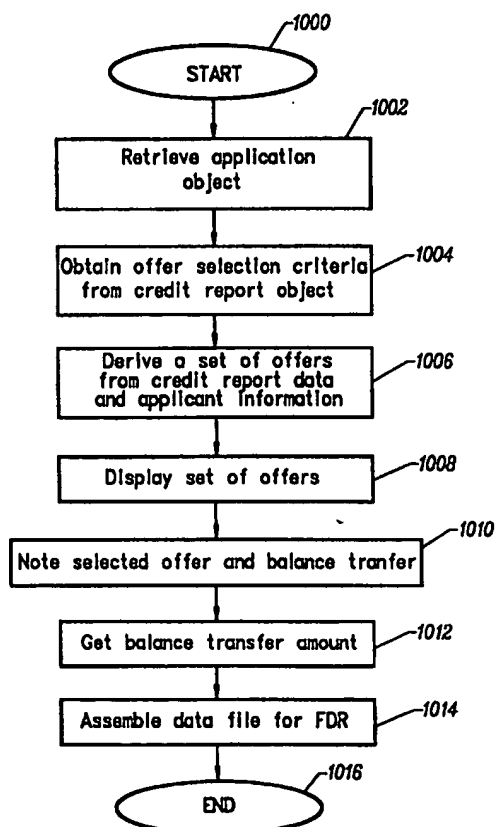 1000
START
1002
Retrieve application
object
1004
Obtain offer selection criteria
from credit report object
1006
Derive a set of offers
from credit report data
and applicant information
1008
Display set of offers
1010
Note selected offer and balance tranfer
1012
Get balance transfer amount
1014
Assemble data file for FDR
1016
END